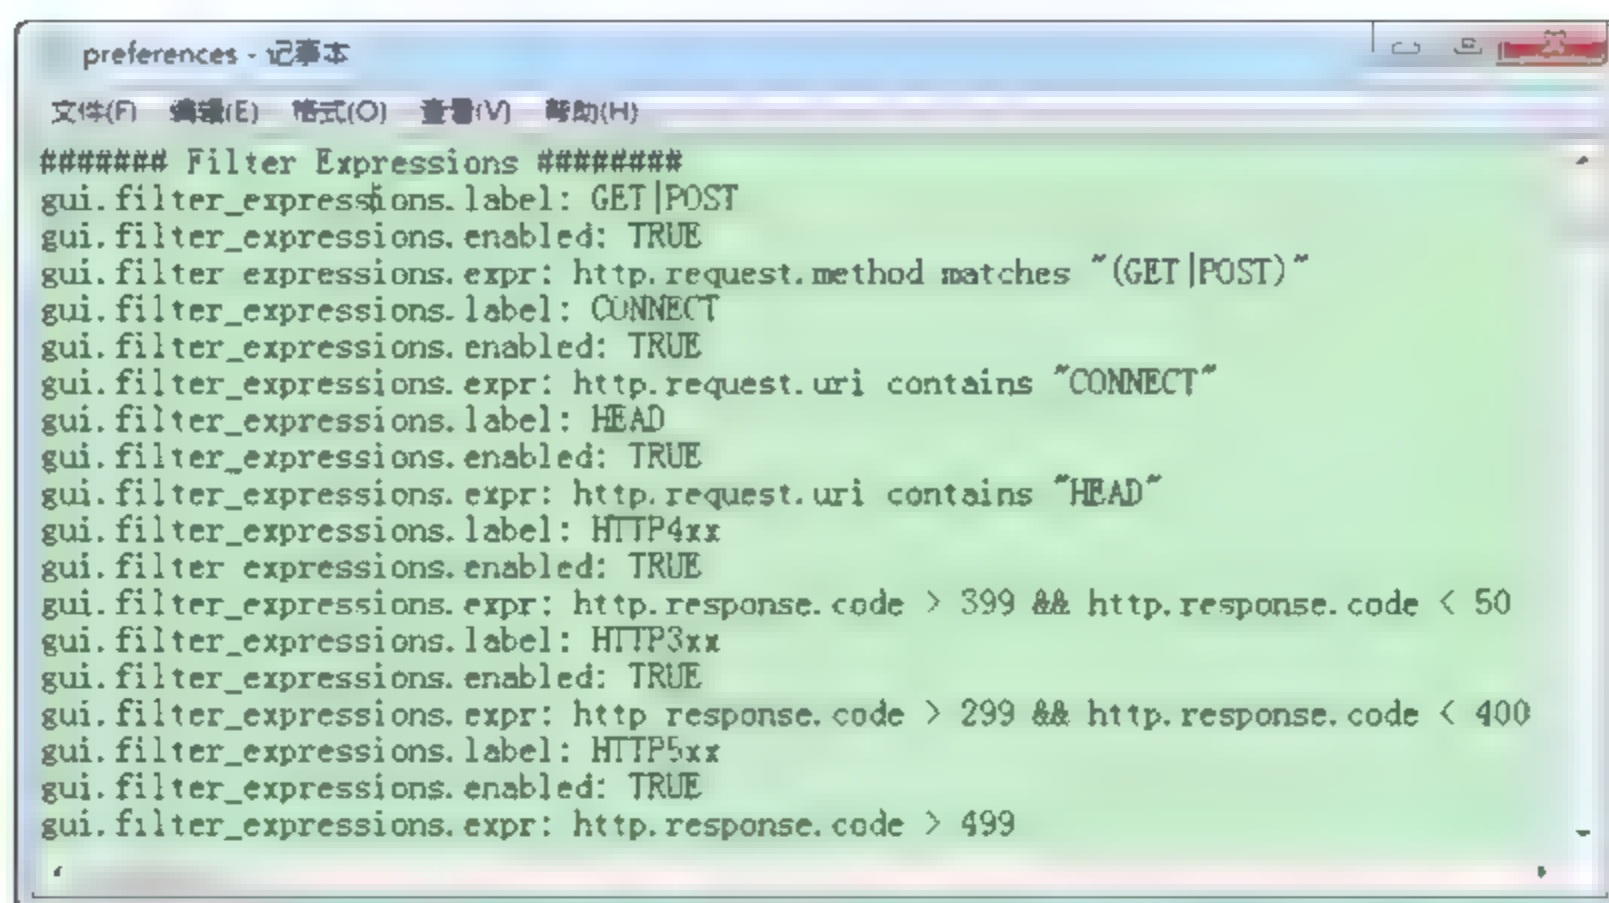 preferences - 记事本
文件(F) 编辑(E) 格式(O) 查看(V) 帮助(H)
####### Filter Expressions ########
gui.filter_expressions.label: GET|POST
gui.filter_expressions.enabled: TRUE
gui.filter expressions.expr: http.request.method matches "(GET|POST)"
gui.filter_expressions.label: CONNECT
gui.filter_expressions.enabled: TRUE
gui.filter_expressions.expr: http.request.uri contains "CONNECT"
gui.filter_expressions.label: HEAD
gui.filter_expressions.enabled: TRUE
gui.filter_expressions.expr: http.request.uri contains "HEAD"
gui.filter_expressions.label: HTTP4xx
gui.filter expressions.enabled: TRUE
gui.filter_expressions.expr: http.response.code > 399 && http.response.code < 50
gui.filter_expressions.label: HTTP3xx
gui.filter_expressions.enabled: TRUE
gui.filter_expressions.expr: http response.code > 299 && http.response.code < 400
gui.filter_expressions.label: HTTP5xx
gui.filter_expressions.enabled: TRUE
gui.filter_expressions.expr: http.response.code > 499